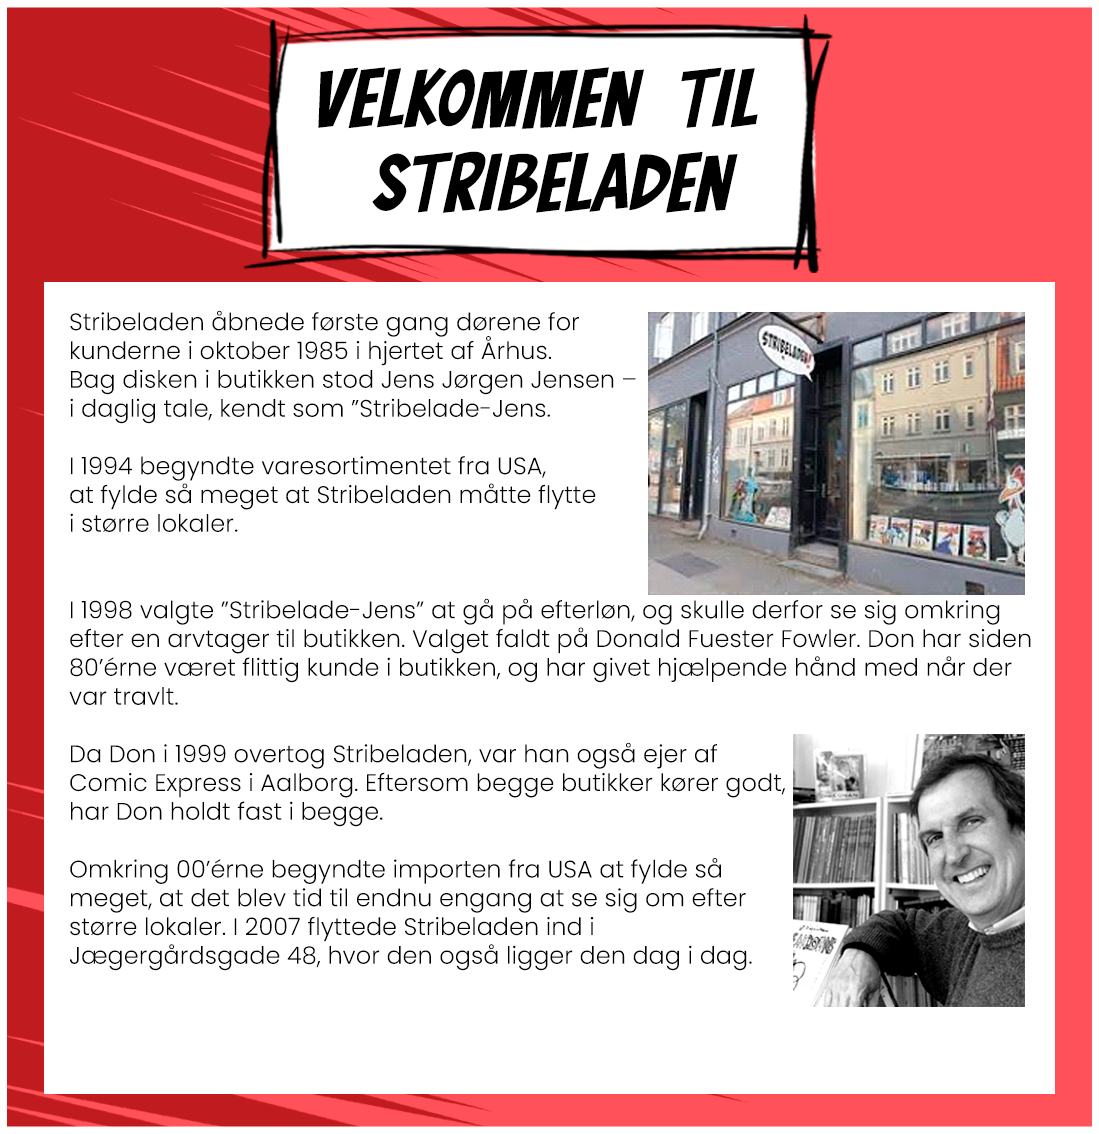 VELKOMMEN TIL
STRIBELADEN
Stribeladen åbnede første gang dørene for
kunderne i oktober 1985 i hjertet af Århus.
Bag disken i butikken stod Jens Jørgen Jensen –
i daglig tale, kendt som ”Stribelade-Jens.
STRIBELADEN
I 1994 begyndte varesortimentet fra USA,
at fylde så meget at Stribeladen måtte flytte
i større lokaler.
I 1998 valgte ”Stribelade-Jens” at gå på efterløn, og skulle derfor se sig omkring
efter en arvtager til butikken. Valget faldt på Donald Fuester Fowler. Don har siden
80’érne været flittig kunde i butikken, og har givet hjælpende hånd med når der
var travlt.
Da Don i 1999 overtog Stribeladen, var han også ejer af
Comic Express i Aalborg. Eftersom begge butikker kører godt,
har Don holdt fast i begge.
Omkring 00’érne begyndte importen fra USA at fylde så
meget, at det blev tid til endnu engang at se sig om efter
større lokaler. I 2007 flyttede Stribeladen ind i
Jægergårdsgade 48, hvor den også ligger den dag i dag.